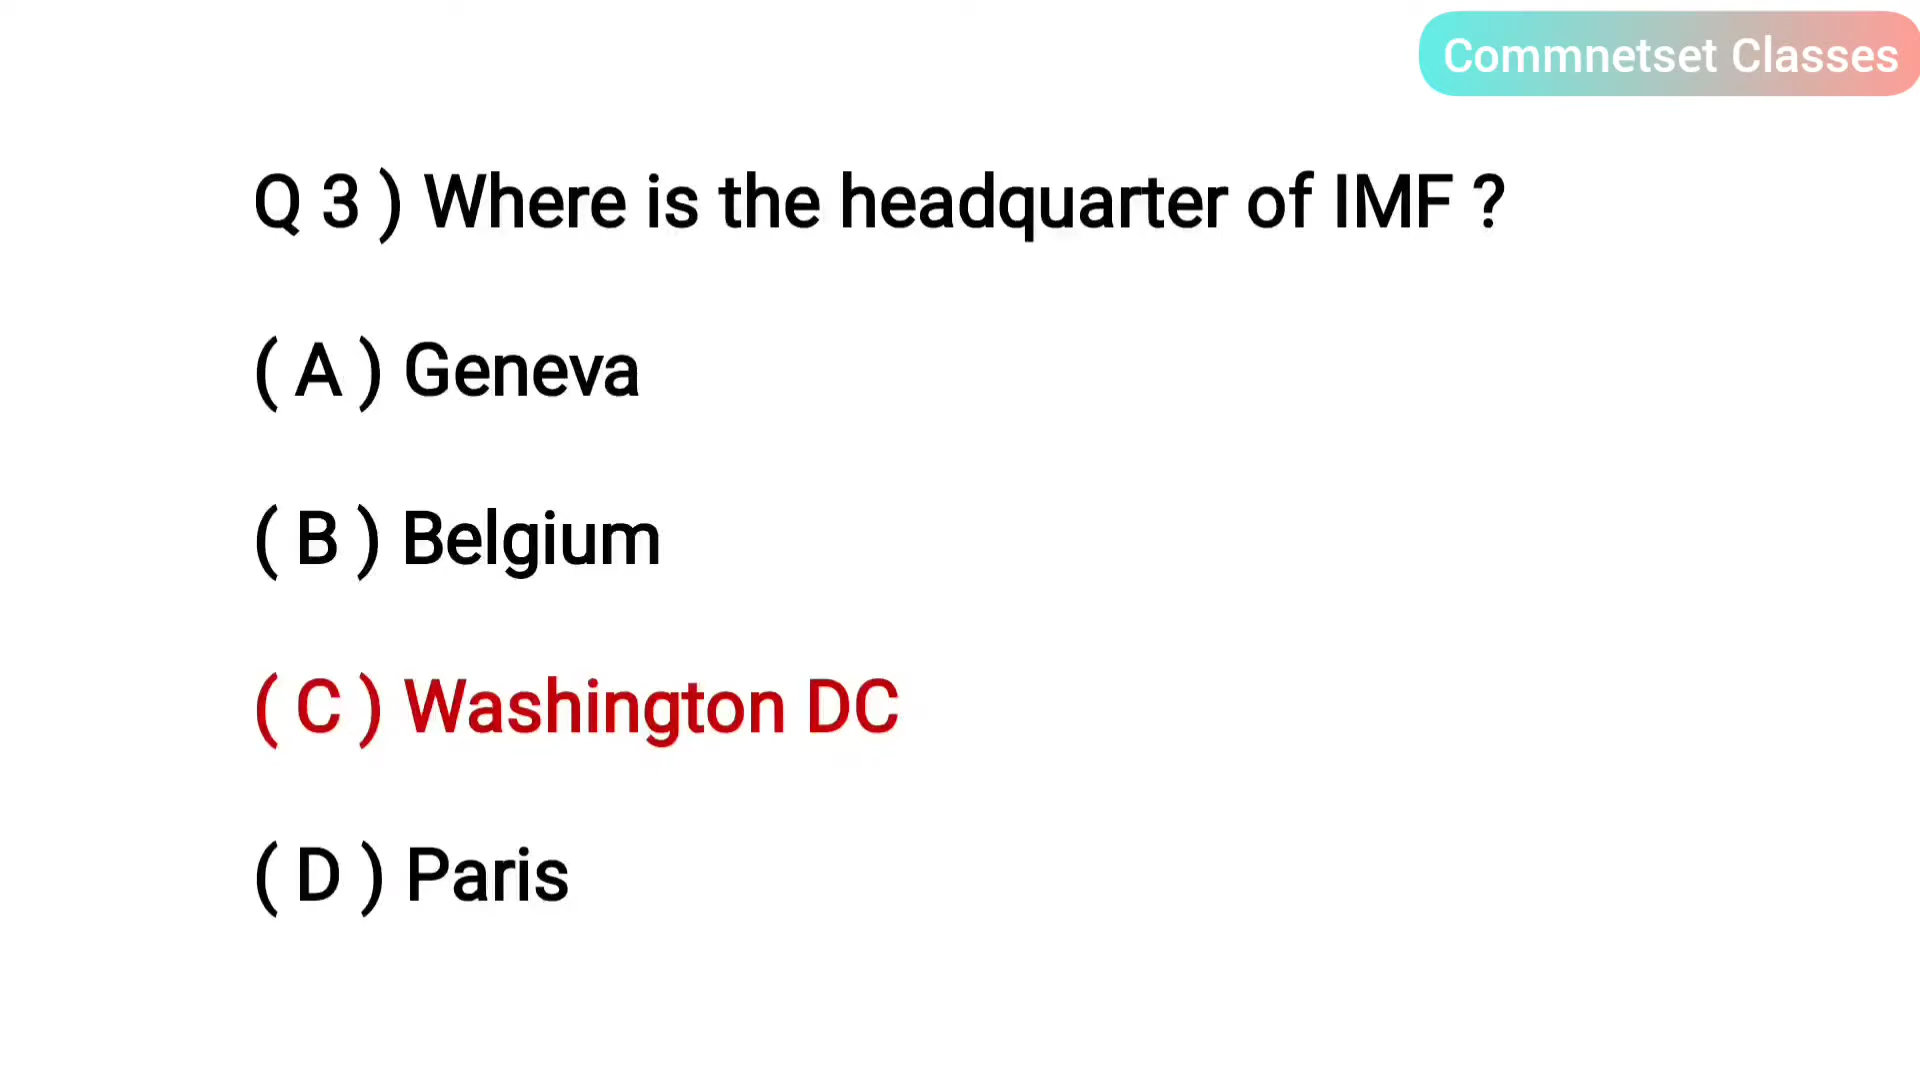 Commnetset Classes
Q 3 ) Where is the headquarter of IMF ?
( A ) Geneva
( B ) Belgium
( C ) Washington DC
( D ) Paris